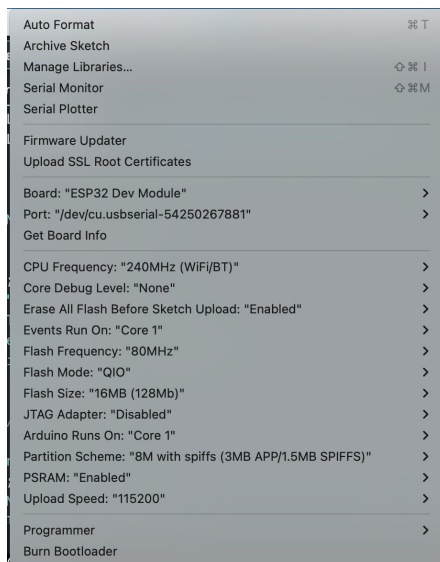 Auto Format ⌘ T
Archive Sketch
Manage Libraries... ⇧ ⌘ I
Serial Monitor ⇧ ⌘ M
Serial Plotter
Firmware Updater
Upload SSL Root Certificates
Board: "ESP32 Dev Module"
Port: "/dev/cu.usbserial-54250267881"
Get Board Info
CPU Frequency: "240MHz (WiFi/BT)"
Core Debug Level: "None"
Erase All Flash Before Sketch Upload: "Enabled"
Events Run On: "Core 1"
Flash Frequency: "80MHz"
Flash Mode: "QIO"
Flash Size: "16MB (128Mb)"
JTAG Adapter: "Disabled"
Arduino Runs On: "Core 1"
Partition Scheme: "8M with spiffs (3MB APP/1.5MB SPIFFS)"
PSRAM: "Enabled"
Upload Speed: "115200"
Programmer
Burn Bootloader